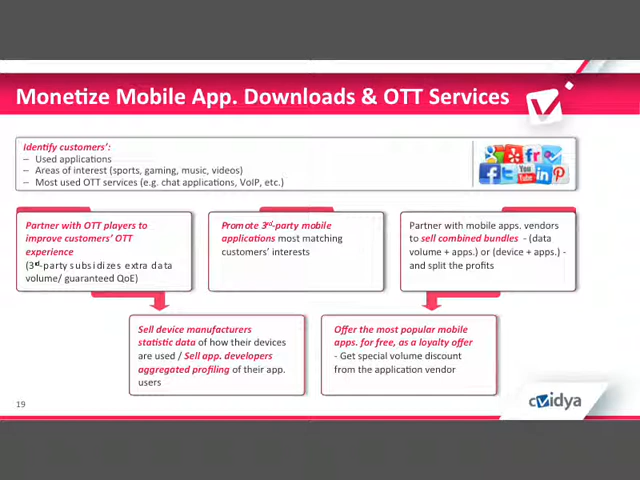 Monetize Mobile App. Downloads & OTT Services
Identify customers':
– Used applications
– Areas of interest (sports, gaming, music, videos)
– Most used OTT services (e.g. chat applications, VoIP, etc.)
Partner with OTT players to
improve customers' OTT
experience
(3rd-party subsidizes extra data
volume/ guaranteed QoE)
Promote 3rd-party mobile
applications most matching
customers' interests
Partner with mobile apps. vendors
to sell combined bundles - (data
volume + apps.) or (device + apps.) -
and split the profits
Sell device manufacturers
statistic data of how their devices
are used / Sell app. developers
aggregated profiling of their app.
users
Offer the most popular mobile
apps. for free, as a loyalty offer
- Get special volume discount
from the application vendor
19
cvidya